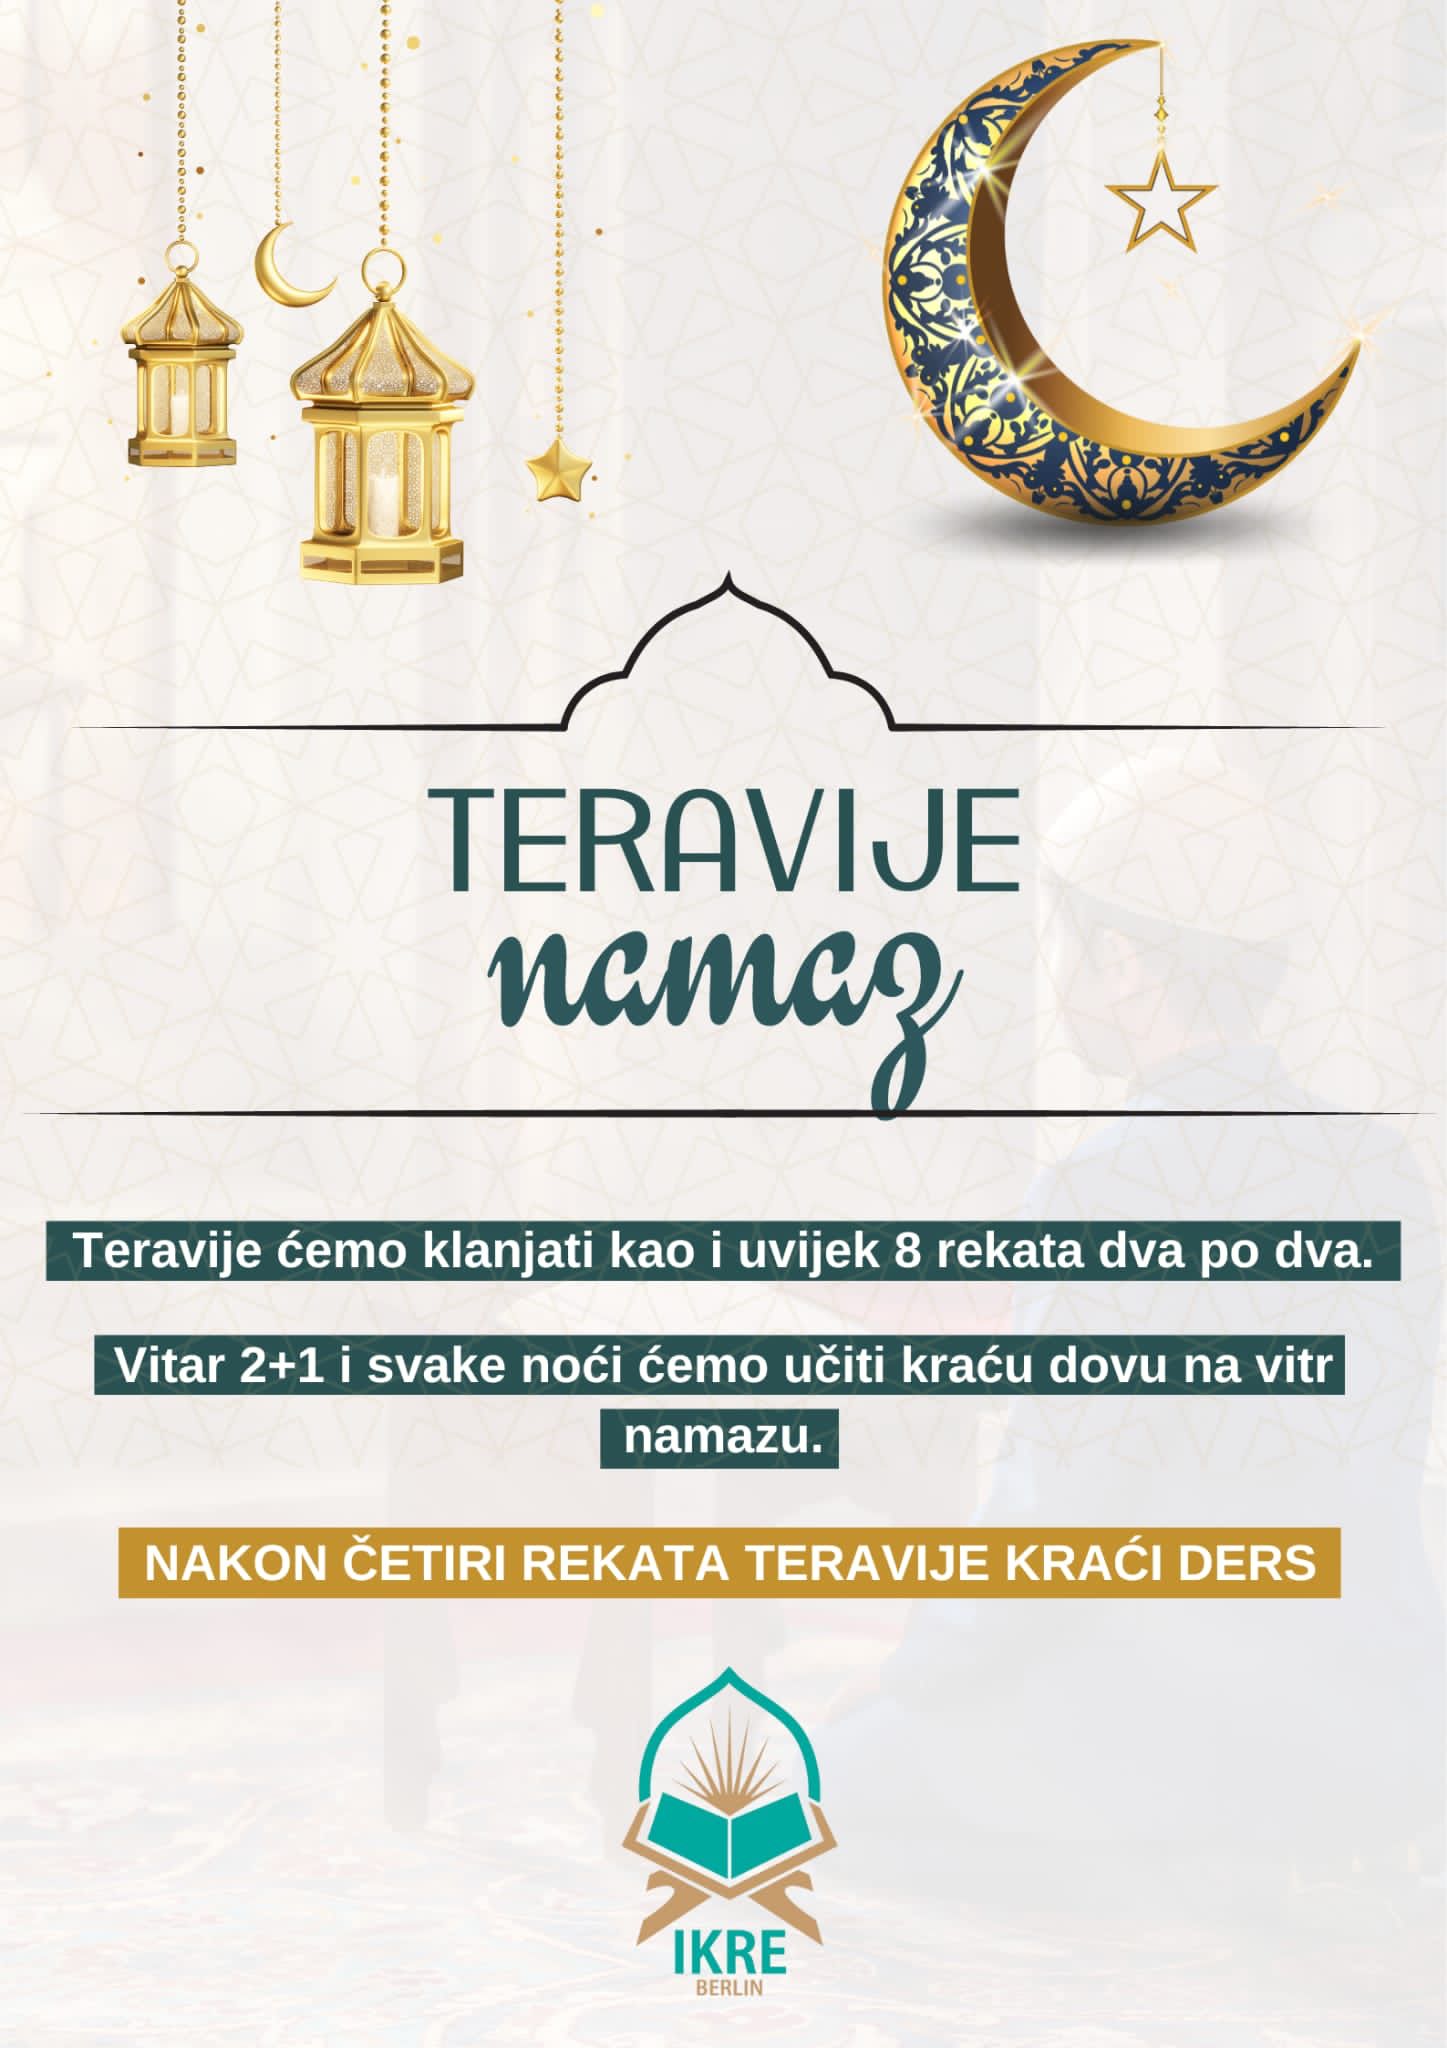 TERAVIJE
namaz
Teravije ćemo klanjati kao i uvijek 8 rekata dva po dva.
Vitar 2+1 i svake noći ćemo učiti kraću dovu na vitr
namazu.
NAKON ČETIRI REKATA TERAVIJE KRAĆI DERS
IKRE
BERLIN